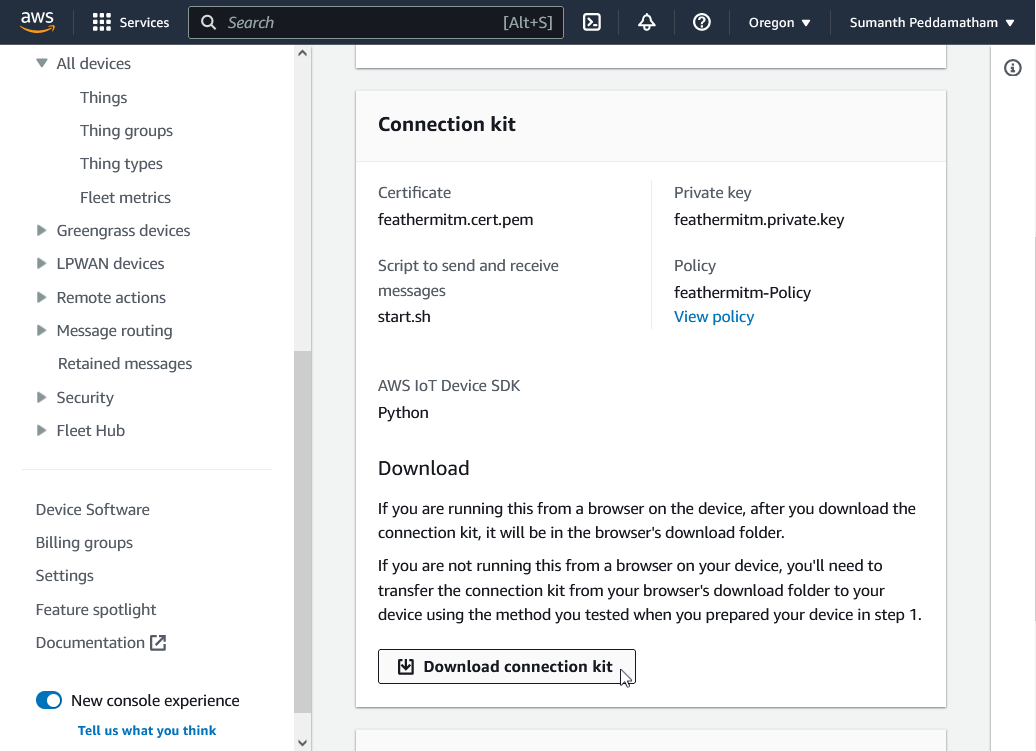 aws
Services
Search
[Alt+S]
Oregon
Sumanth Peddamatham
All devices
Things
Thing groups
Thing types
Fleet metrics
Greengrass devices
LPWAN devices
Remote actions
Message routing
Retained messages
Security
Fleet Hub
Device Software
Billing groups
Settings
Feature spotlight
Documentation
New console experience
Tell us what you think
Connection kit
Certificate
feathermitm.cert.pem
Private key
feathermitm.private.key
Script to send and receive
messages
start.sh
Policy
feathermitm-Policy
View policy
AWS IoT Device SDK
Python
Download
If you are running this from a browser on the device, after you download the
connection kit, it will be in the browser's download folder.
If you are not running this from a browser on your device, you'll need to
transfer the connection kit from your browser's download folder to your
device using the method you tested when you prepared your device in step 1.
Download connection kit